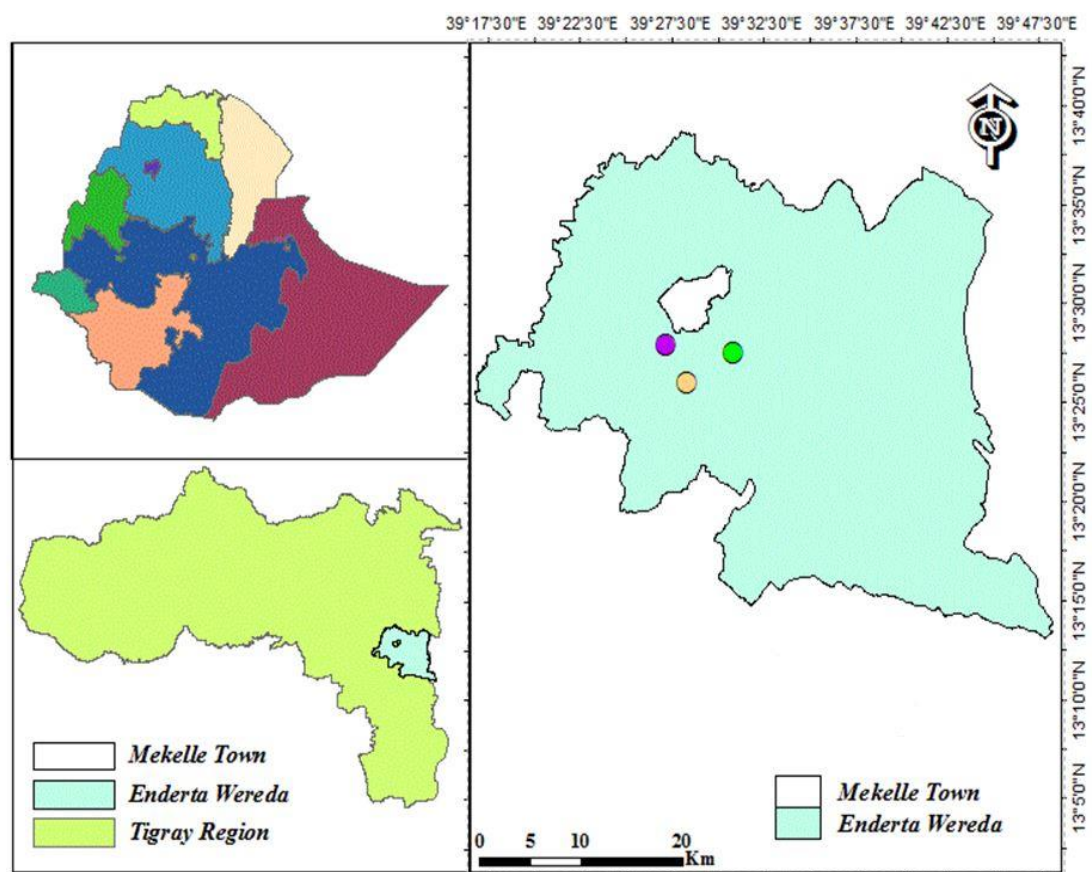 39°17'30"E 39°22'30"E 39°27'30"E 39°32'30"E 39°37'30"E 39°42'30"E 39°47'30"E
N
13°40'0"N
13°35'0"N
13°30'0"N
13°25'0"N
13°20'0"N
13°15'0"N
13°10'0"N
13°5'0"N
Mekelle Town
Enderta Wereda
Tigray Region
Mekelle Town
Enderta Wereda
0 5 10 20
Km